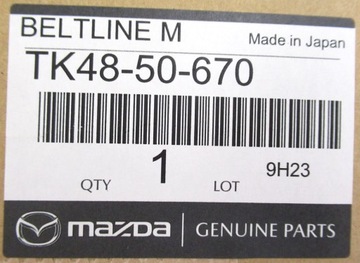 BELTLINE M
Made in Japan
TK48-50-670
QTY 1 LOT 9H23
mazda GENUINE PARTS